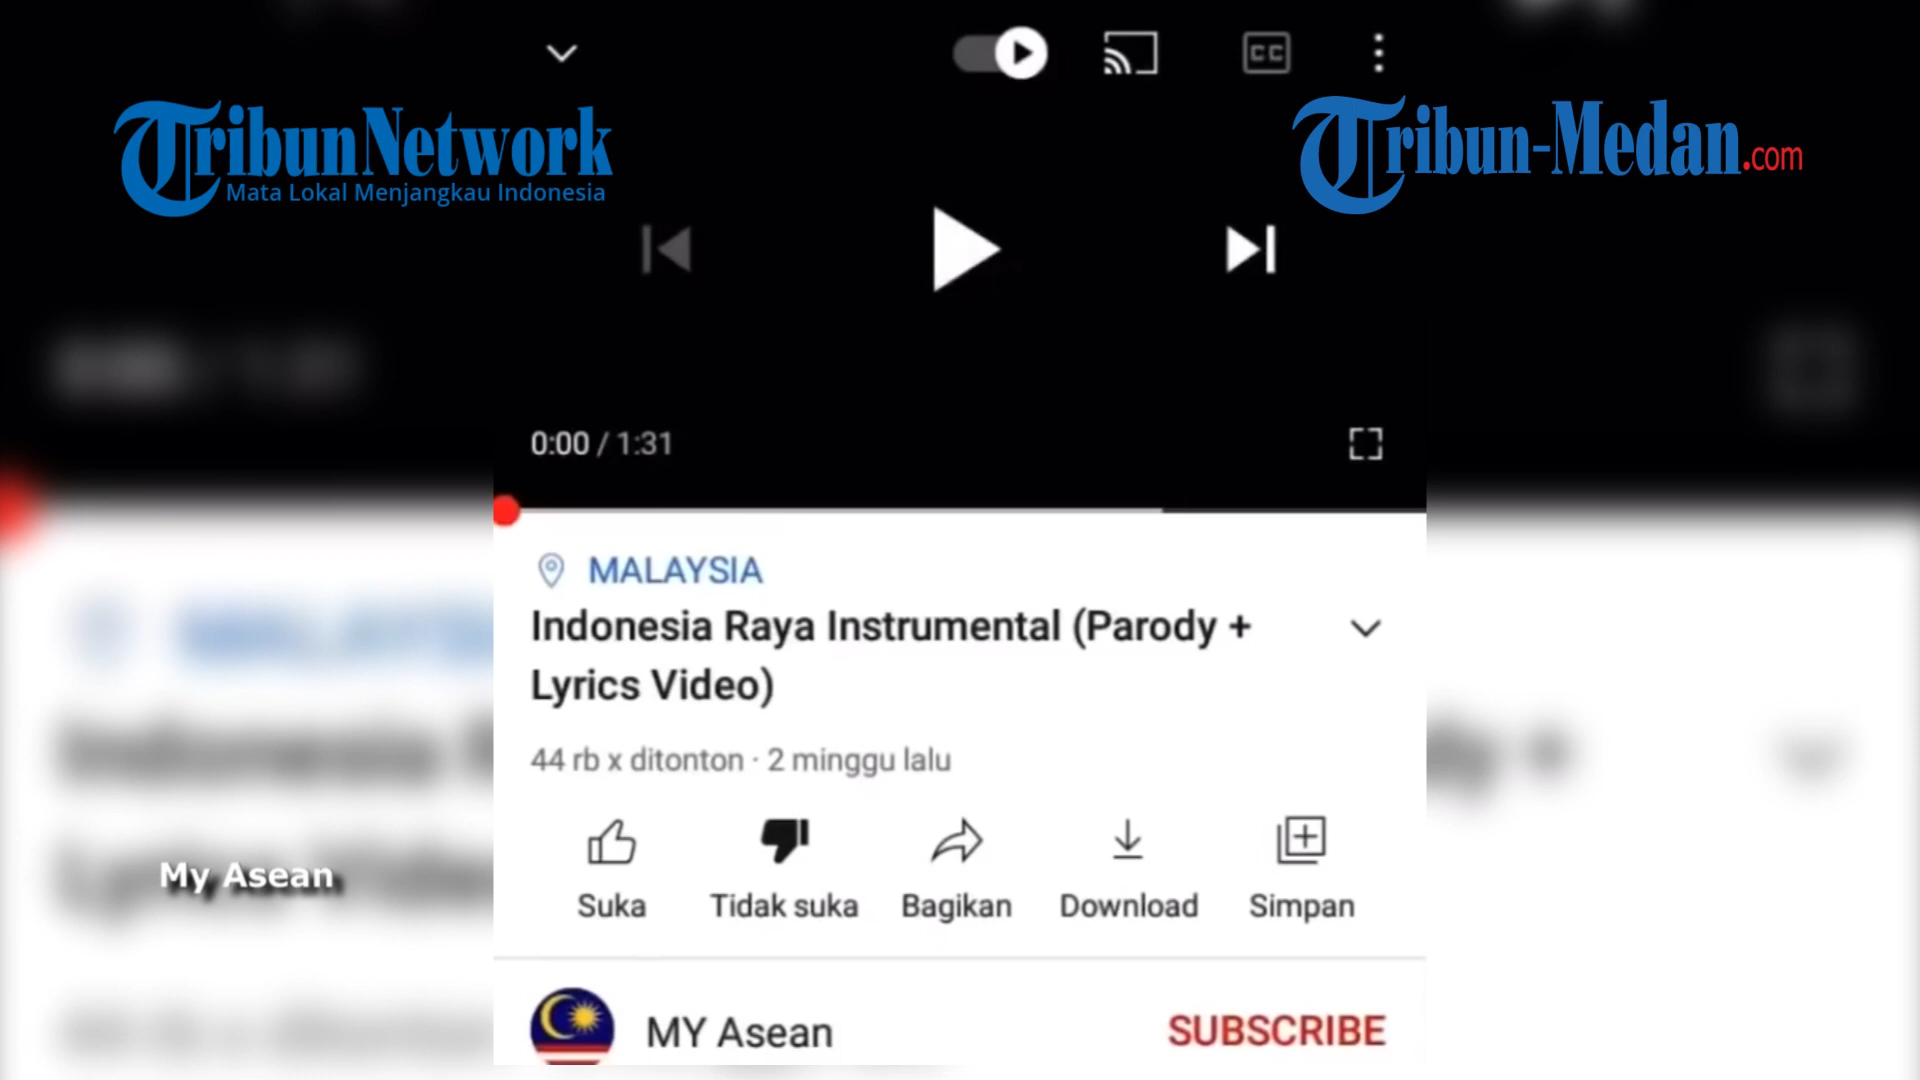 CC
TribunNetwork
Mata Lokal Menjangkau Indonesia
Tribun-Medan.com
0:00 / 1:31
MALAYSIA
Indonesia Raya Instrumental (Parody +
Lyrics Video)
44 rb x ditonton · 2 minggu lalu
My Asean
Suka
Tidak suka
Bagikan
Download
Simpan
MY Asean
SUBSCRIBE